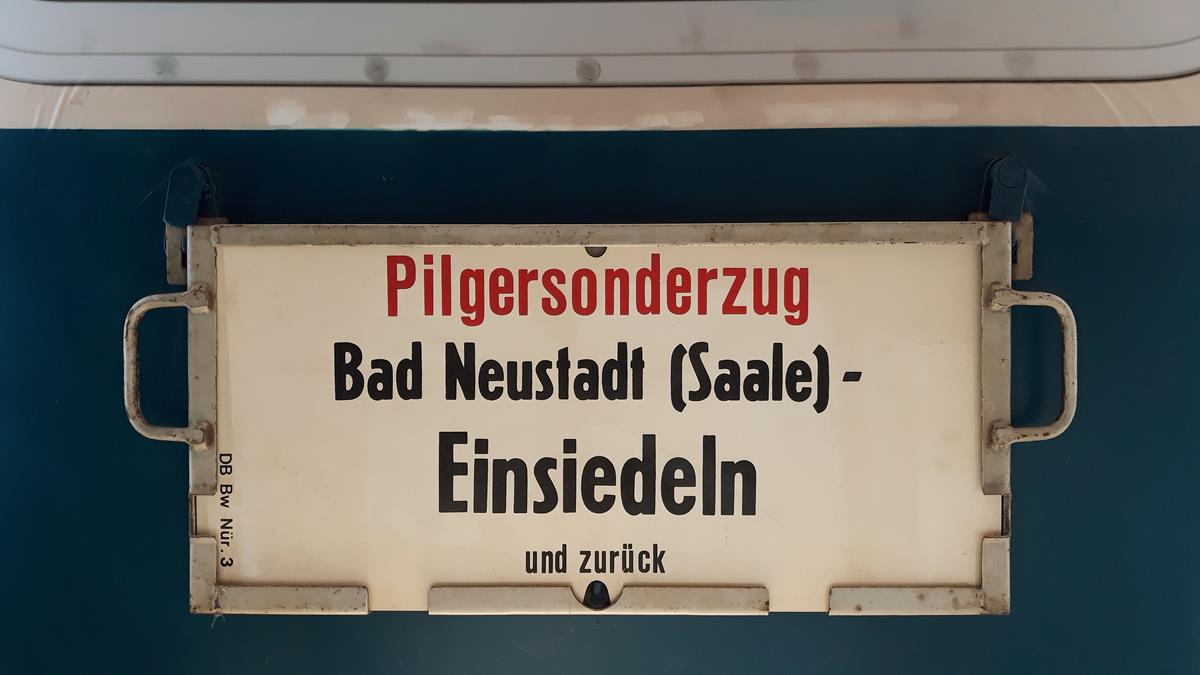 Pilgersonderzug
Bad Neustadt (Saale) -
Einsiedeln
und zurück
DB Bw Nür. 3